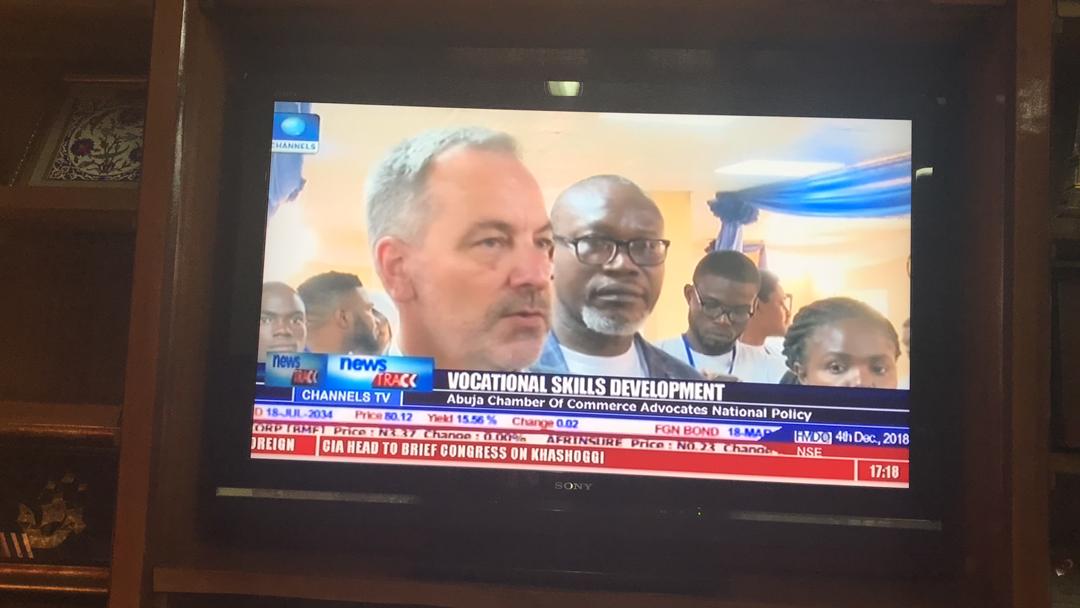 CHANNELS
news
TRACK
news
TRACK
CHANNELS TV
VOCATIONAL SKILLS DEVELOPMENT
Abuja Chamber Of Commerce Advocates National Policy
D 18-JUL-2034 Price 80.12 Yield 15.56 % Change 0.02 FGN BOND 18-MAR
Price : N3.37 Change : 0.00% AFRINSURE Price : N0.23 Change
4th Dec., 2018
NSE
OREIGN CIA HEAD TO BRIEF CONGRESS ON KHASHOGGI
17:18
SONY